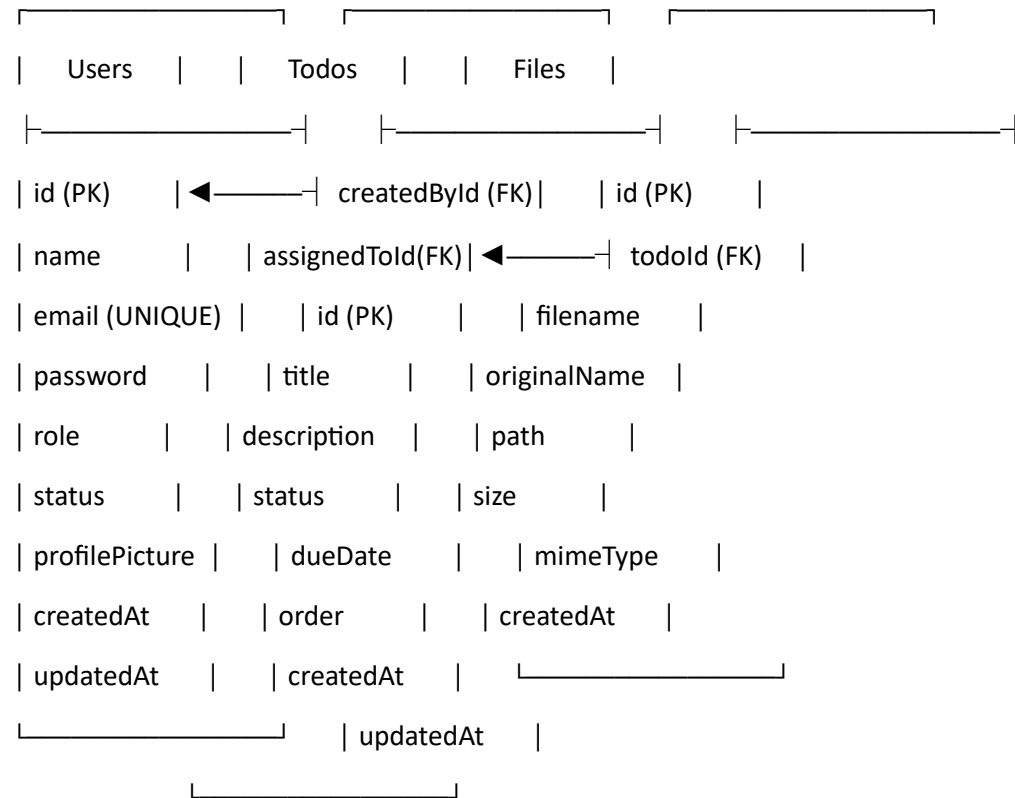 ┌────────────────┐ ┌────────────────┐ ┌────────────────┐
│ Users │ │ Todos │ │ Files │
├────────────────┤ ├────────────────┤ ├────────────────┤
│ id (PK) │◄──────┤ createdById (FK)│ │ id (PK) │
│ name │ │ assignedToId(FK)│◄──────┤ todoId (FK) │
│ email (UNIQUE) │ │ id (PK) │ │ filename │
│ password │ │ title │ │ originalName │
│ role │ │ description │ │ path │
│ status │ │ status │ │ size │
│ profilePicture │ │ dueDate │ │ mimeType │
│ createdAt │ │ order │ │ createdAt │
│ updatedAt │ │ createdAt │ └────────────────┘
└────────────────┘ │ updatedAt │
└────────────────┘